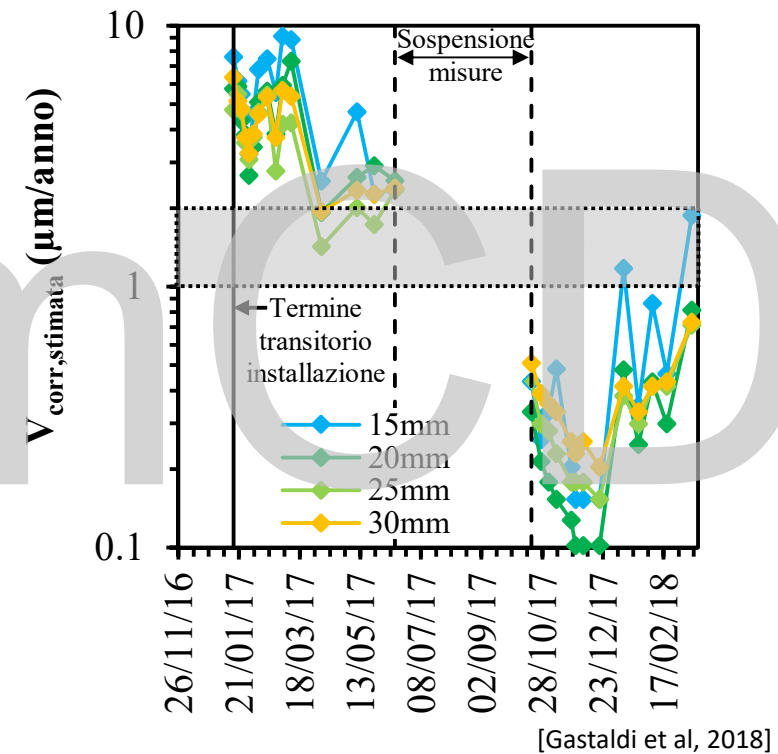 10
Sospensione
misure
V corr,stimata (μm/anno)
1
Termine
transitorio
installazione
15mm
20mm
25mm
30mm
0.1
26/11/16
21/01/17
18/03/17
13/05/17
08/07/17
02/09/17
28/10/17
23/12/17
17/02/18
mCD
[Gastaldi et al, 2018]